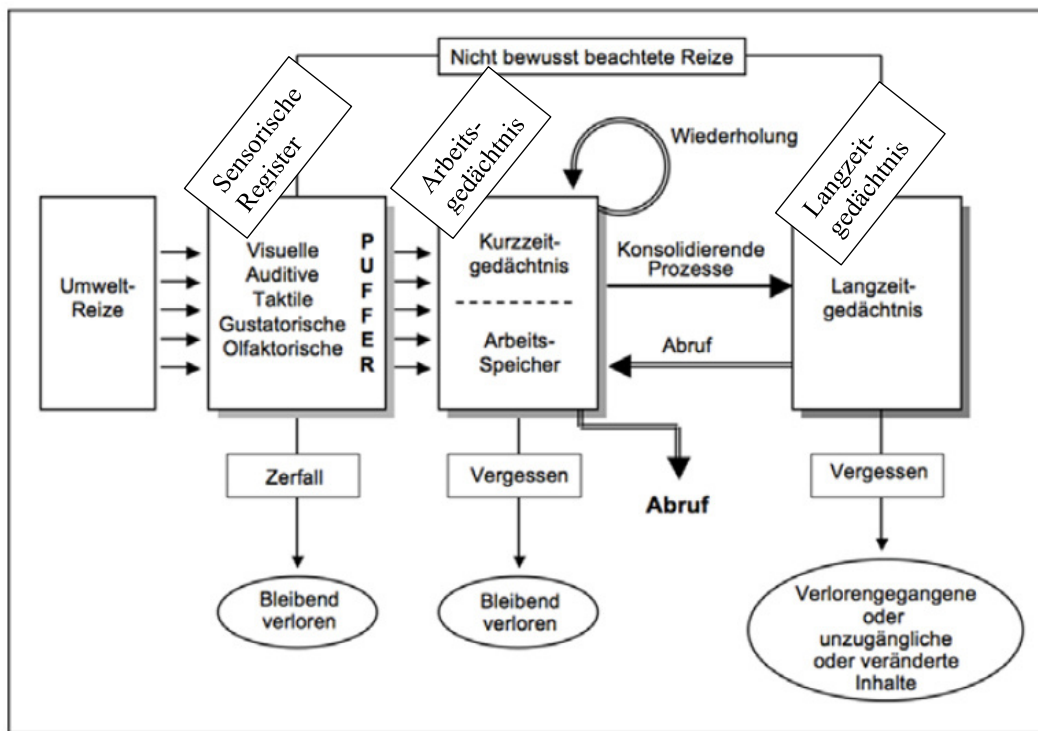 Nicht bewusst beachtete Reize
Sensorische
Register
Arbeits-
gedächtnis
Wiederholung
Langzeit-
gedächtnis
Umwelt-
Reize
Visuelle
Auditive
Taktile
Gustatorische
Olfaktorische
P
U
F
F
E
R
Kurzzeit-
gedächtnis
Arbeits-
Speicher
Konsolidierende
Prozesse
Abruf
Langzeit-
gedächtnis
Zerfall
Vergessen
Abruf
Vergessen
Bleibend
verloren
Bleibend
verloren
Verlorengegangene
oder
unzugängliche
oder veränderte
Inhalte